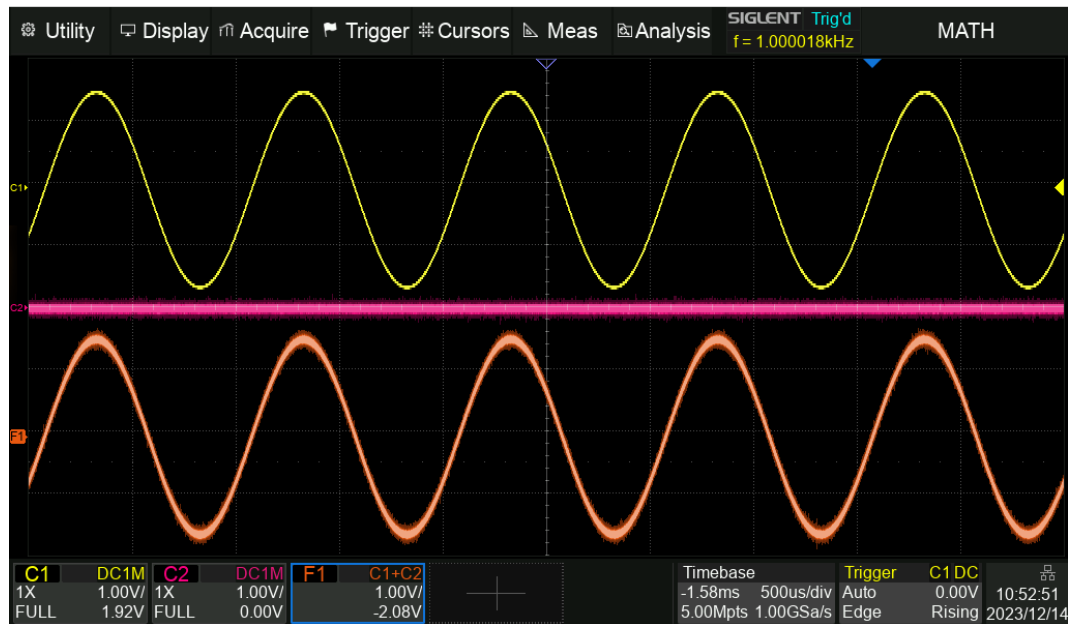 Utility Display Acquire Trigger Cursors Meas Analysis SIGLENT Trig'd MATH
f = 1.000018kHz
C1
C2
F1
C1 DC1M C2 DC1M F1 C1+C2 Timebase Trigger C1 DC
1X 1.00V/ 1X 1.00V/ 1.00V/ -1.58ms 500us/div Auto 0.00V 10:52:51
FULL 1.92V FULL 0.00V -2.08V 5.00Mpts 1.00GSa/s Edge Rising 2023/12/14